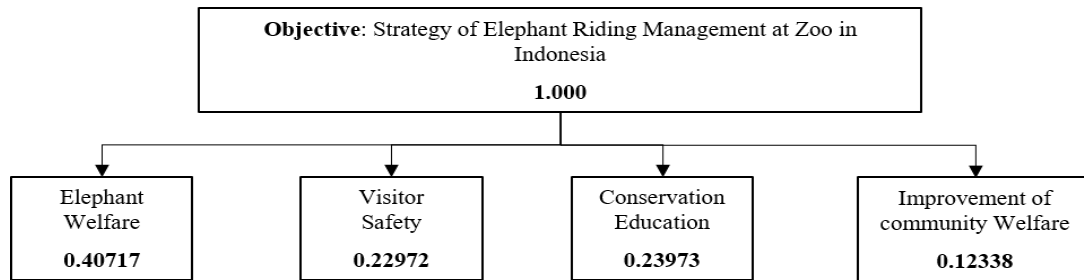 Objective: Strategy of Elephant Riding Management at Zoo in
Indonesia
1.000
Elephant
Welfare
0.40717
Visitor
Safety
0.22972
Conservation
Education
0.23973
Improvement of
community Welfare
0.12338